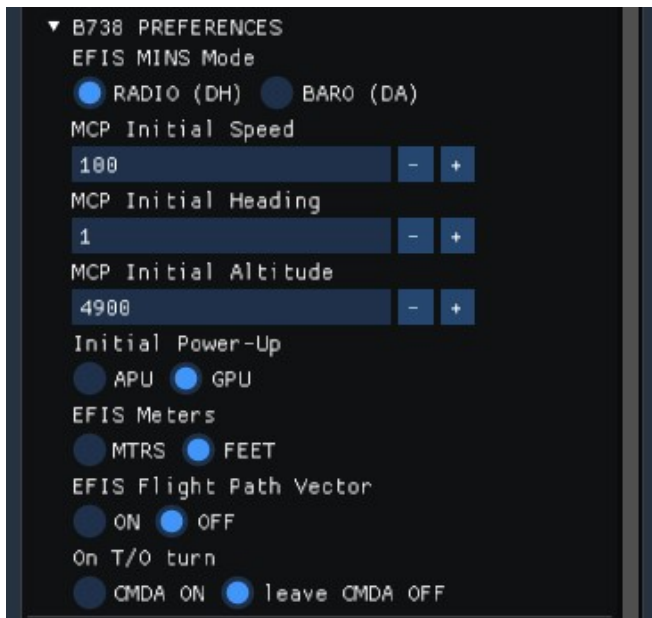 ▼ B738 PREFERENCES
EFIS MINS Mode
RADIO (DH) BARO (DA)
MCP Initial Speed
100 - +
MCP Initial Heading
1 - +
MCP Initial Altitude
4900 - +
Initial Power-Up
APU GPU
EFIS Meters
MTRS FEET
EFIS Flight Path Vector
ON OFF
On T/O turn
CMDA ON leave CMDA OFF